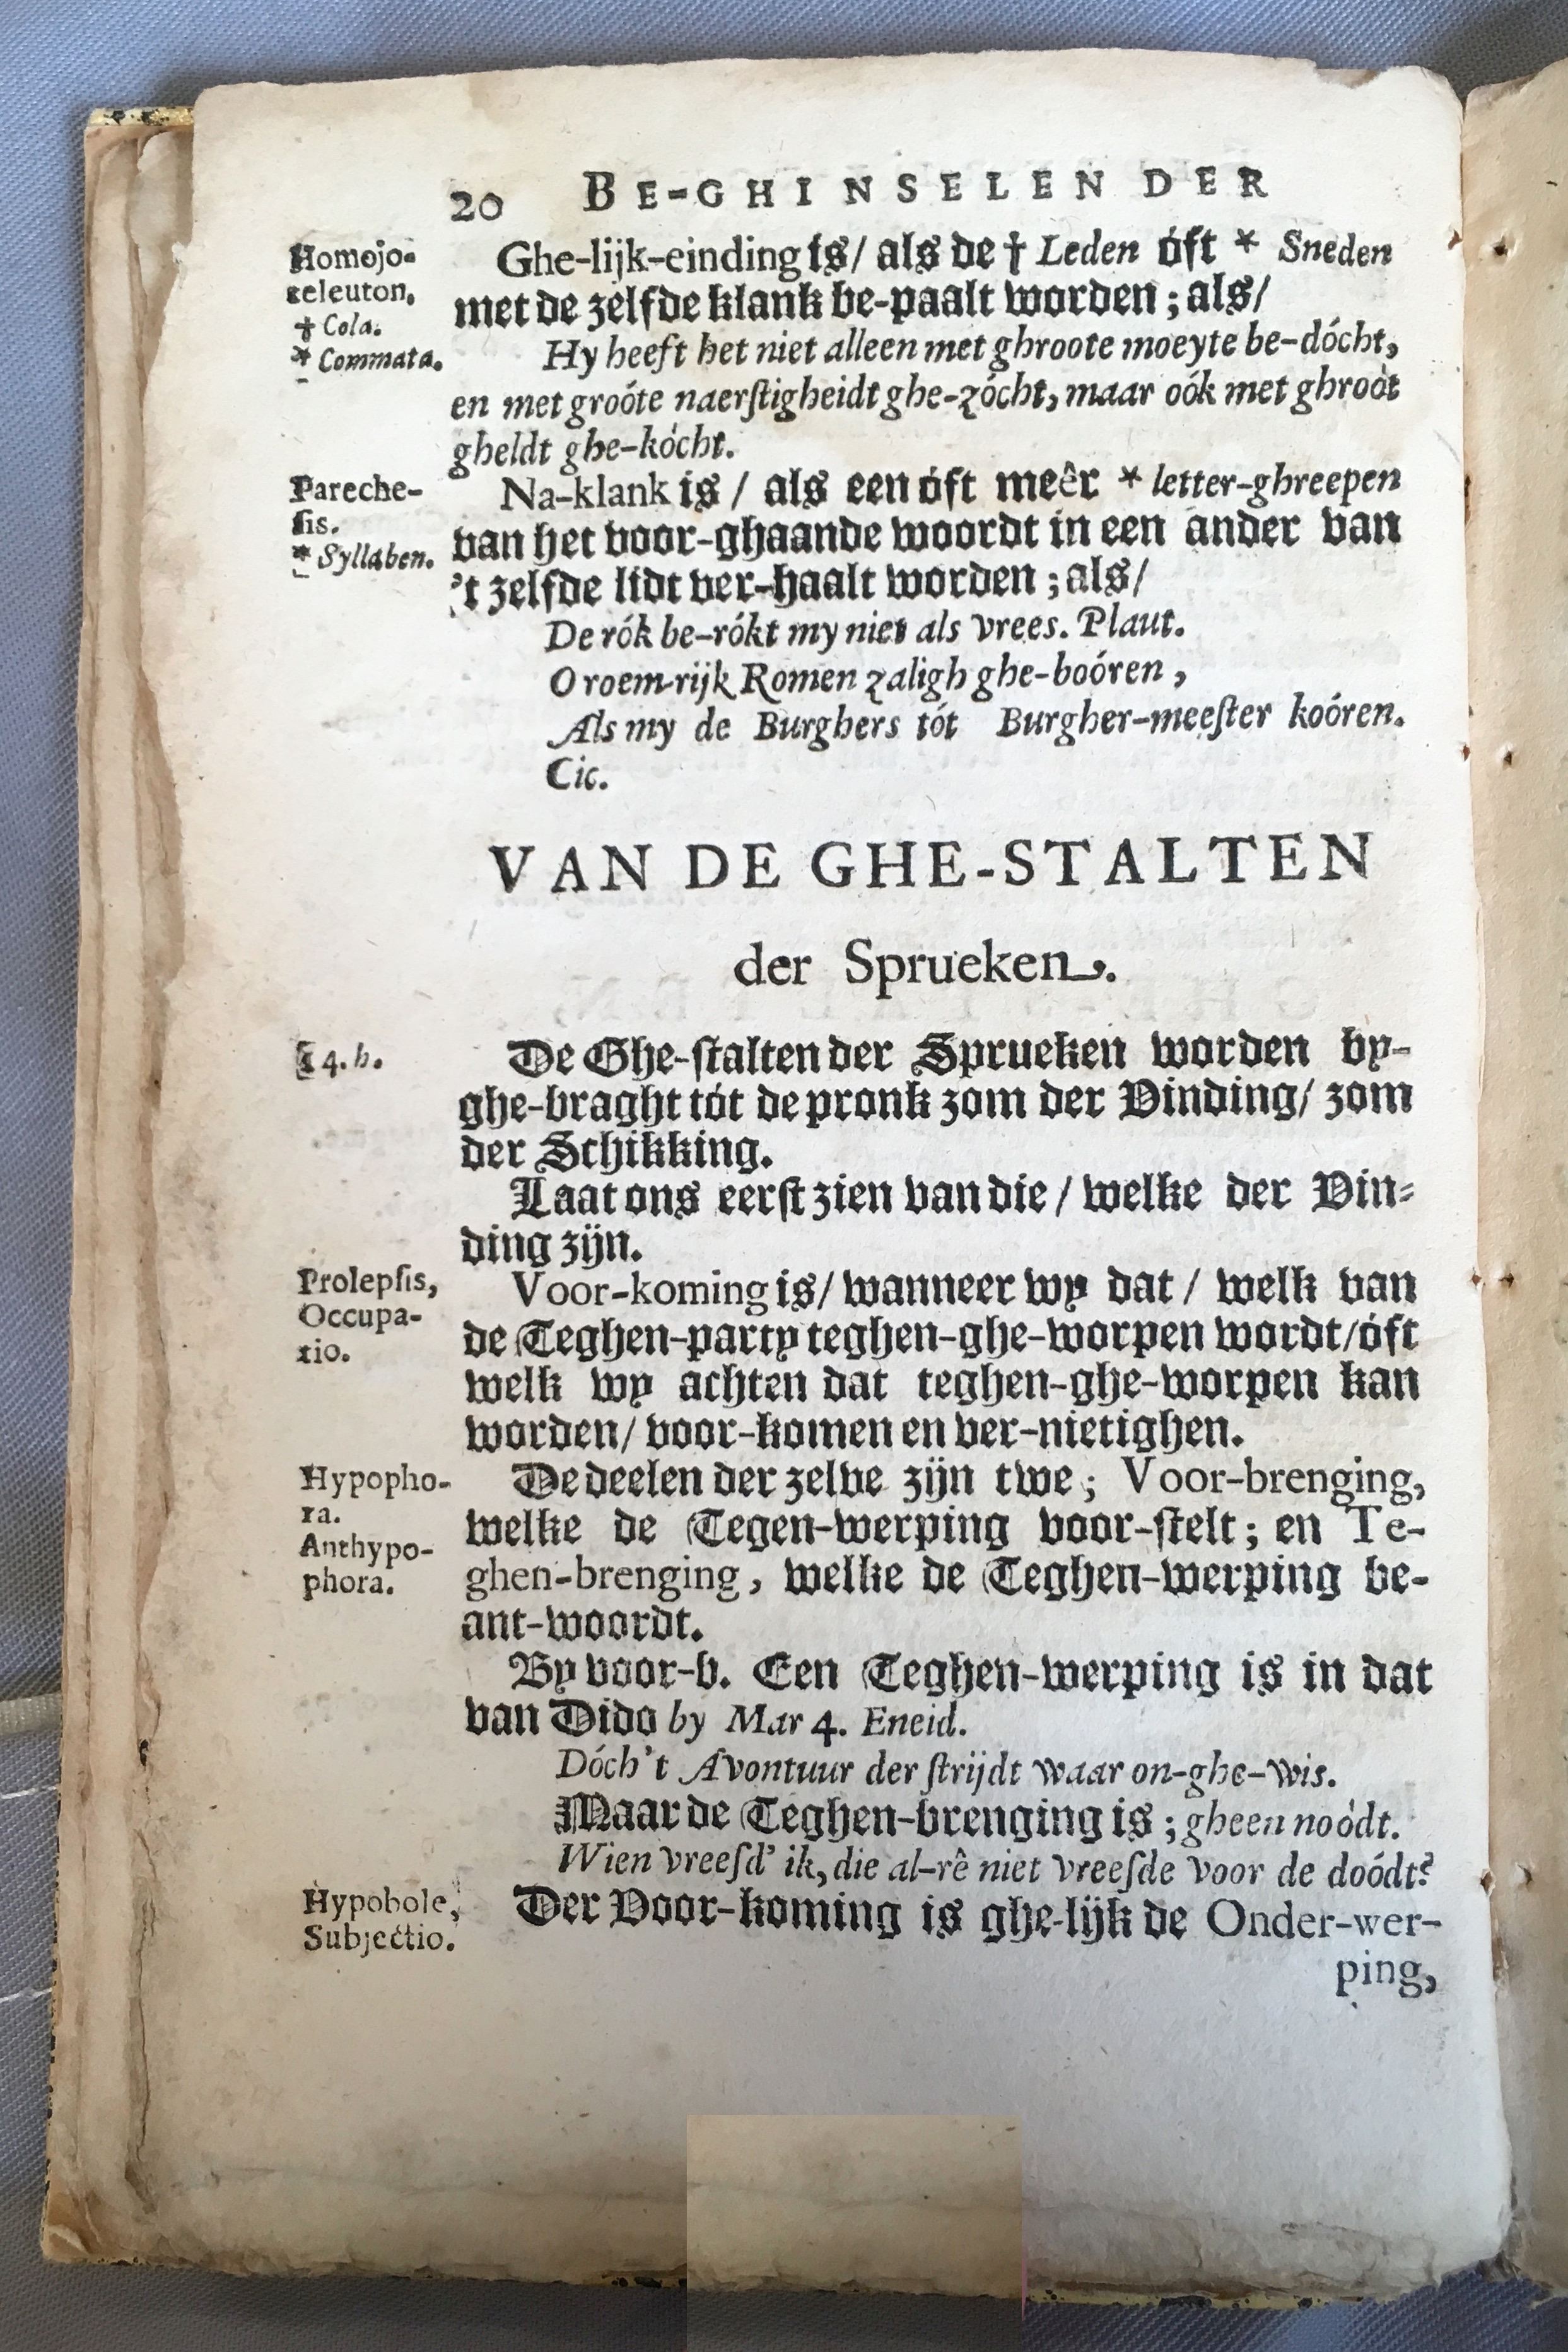 20 BE-GHINSELEN DER
Homojo-
teleuton.
† Cola.
* Commata.
Ghe-lijk-einding is/ als de † Leden óft * Sneden
met de zelfde klank be-paalt worden; als/
Hy heeft het niet alleen met ghroote moeyte be-dócht,
en met groóte naerſtigheidt ghe-zócht, maar oók met ghroót
gheldt ghe-kócht.
Pareche-
ſis.
* Syllaben.
Na-klank is / als een óft meêr * letter-ghreepen
van het voor-ghaande woordt in een ander van
't zelfde lidt ver-haalt worden; als/
De rók be-rókt my niet als vrees. Plaut.
O roem-rijk Romen zaligh ghe-boóren,
Als my de Burghers tót Burgher-meeſter koóren.
Cic.
VAN DE GHE-STALTEN
der Sprueken.
14. h.
De Ghe-ſtalten der Sprueken worden by-
ghe-braght tót de pronk zom der Vinding/ zom
der Schikking.
Laat ons eerſt zien van die / welke der Vin-
ding zijn.
Prolepſis,
Occupa-
tio.
Voor-koming is/ wanneer wy dat / welk van
de Teghen-party teghen-ghe-worpen wordt/ óft
welk wy achten dat teghen-ghe-worpen kan
worden/ voor-komen en ver-nietighen.
Hypopho-
ra.
Anthypo-
phora.
De deelen der zelve zijn twe; Voor-brenging,
welke de Tegen-werping voor-ſtelt; en Te-
ghen-brenging, welke de Teghen-werping be-
ant-woordt.
By voor-b. Een Teghen-werping is in dat
van Dido by Mar 4. Eneid.
Dóch 't Avontuur der ſtrijdt waar on-ghe-wis.
Maar de Teghen-brenging is; gheen noódt.
Wien vreeſd' ik, die al-rê niet vreeſde voor de doódt?
Hypobole,
Subjectio.
Der Voor-koming is ghe-lijk de Onder-wer-
ping,